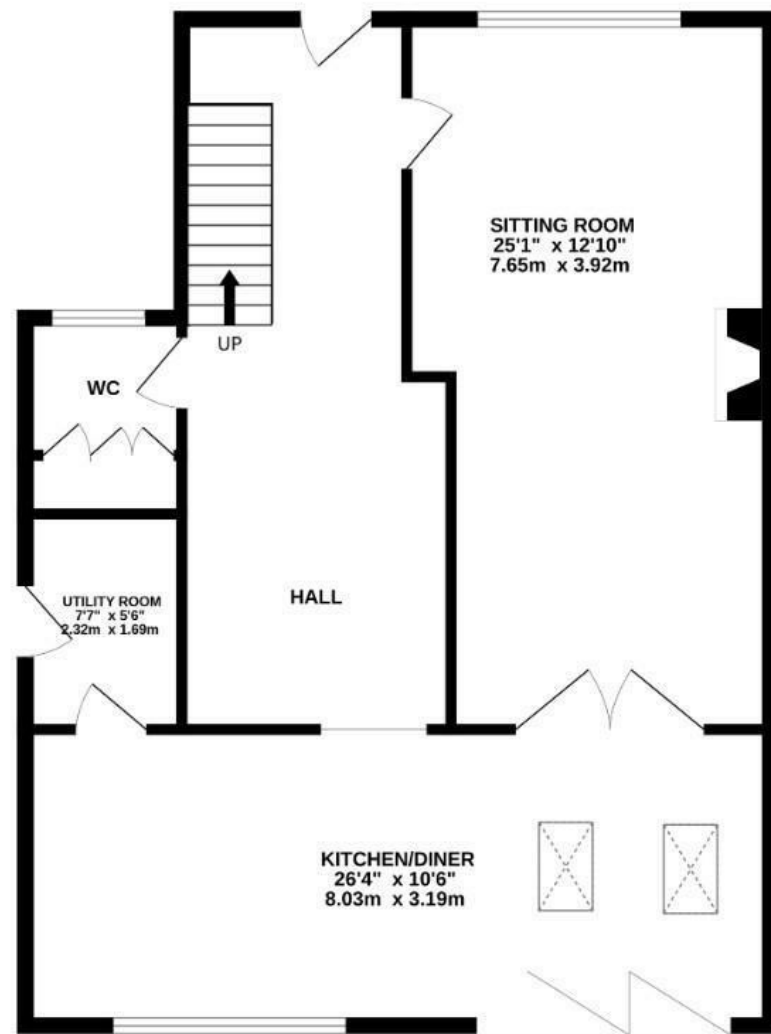 SITTING ROOM
25'1" x 12'10"
7.65m x 3.92m
UP
WC
HALL
UTILITY ROOM
7'7" x 5'6"
2.32m x 1.69m
KITCHEN/DINER
26'4" x 10'6"
8.03m x 3.19m